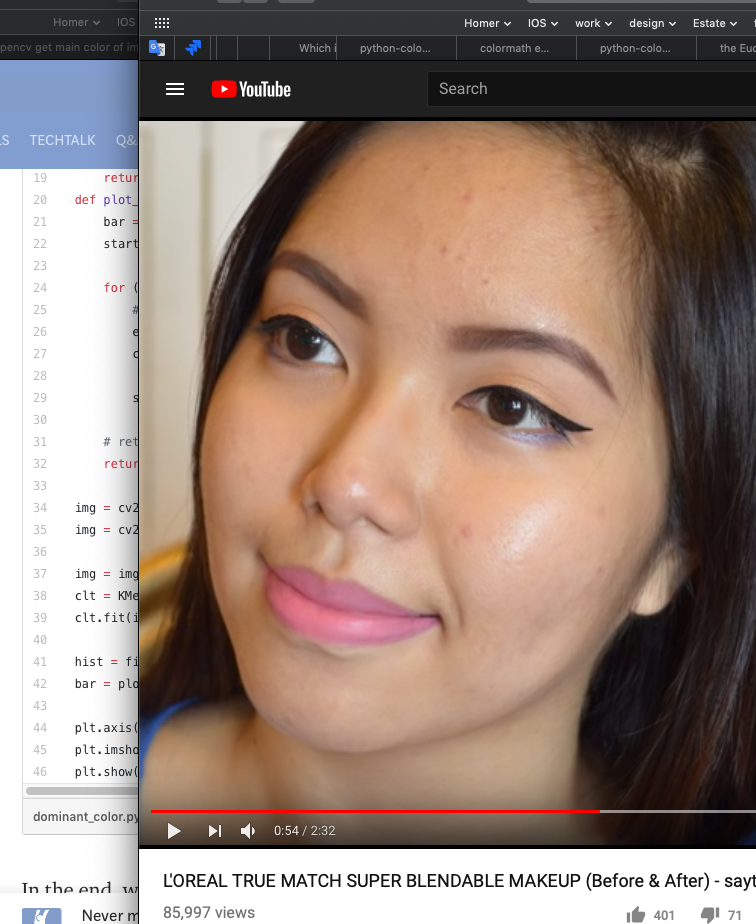 Homer
IOS
pencv get main color of im
LS TECHTALK Q&
19 retur
20 def plot_
21 bar =
22 start
23
24 for (
25 #
26 e
27 c
28
29 s
30
31 # ret
32 retur
33
34 img = cv2
35 img = cv2
36
37 img = img
38 clt = KMe
39 clt.fit(i
40
41 hist = fi
42 bar = plo
43
44 plt.axis(
45 plt.imsho
46 plt.show(
dominant_color.py
In the end, w
Never m
Homer IOS work design Estate
Which i python-colo... colormath e... python-colo... the Euc
YouTube
Search
0:54 / 2:32
L'OREAL TRUE MATCH SUPER BLENDABLE MAKEUP (Before & After) - sayt
85,997 views
401 71